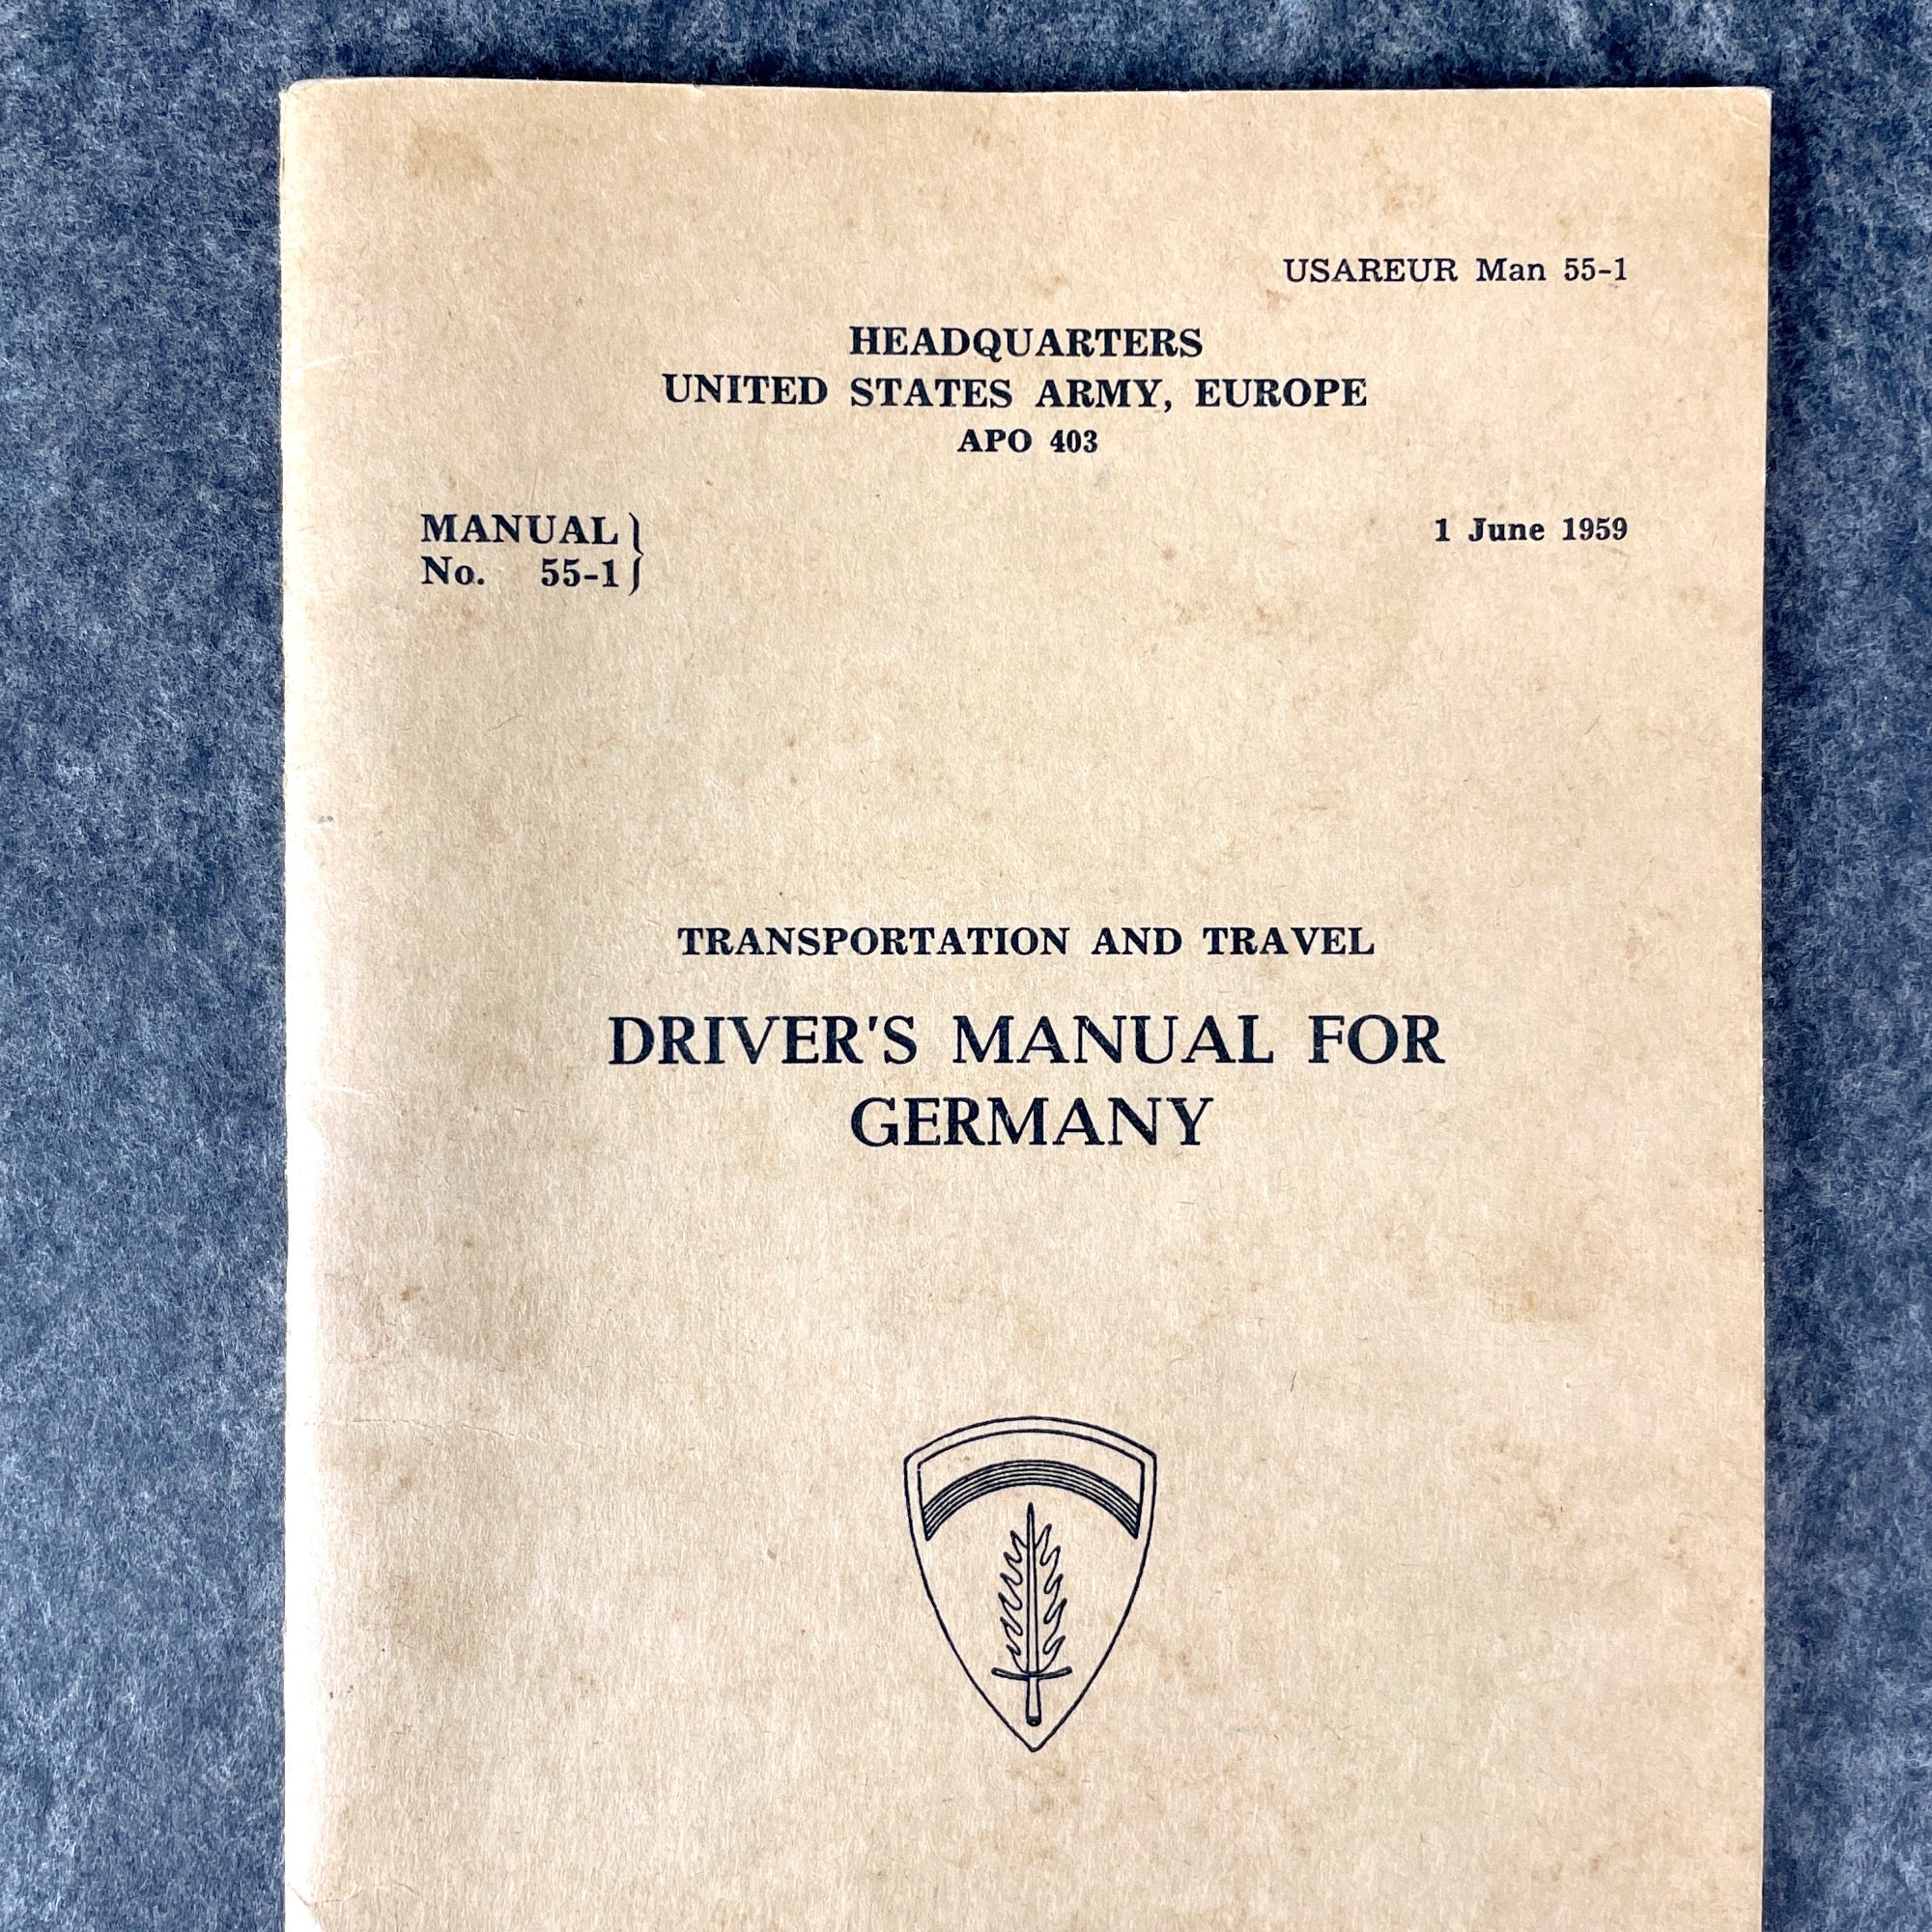 USAREUR Man 55-1
HEADQUARTERS
UNITED STATES ARMY, EUROPE
APO 403
MANUAL
No. 55-1
1 June 1959
TRANSPORTATION AND TRAVEL
DRIVER'S MANUAL FOR
GERMANY